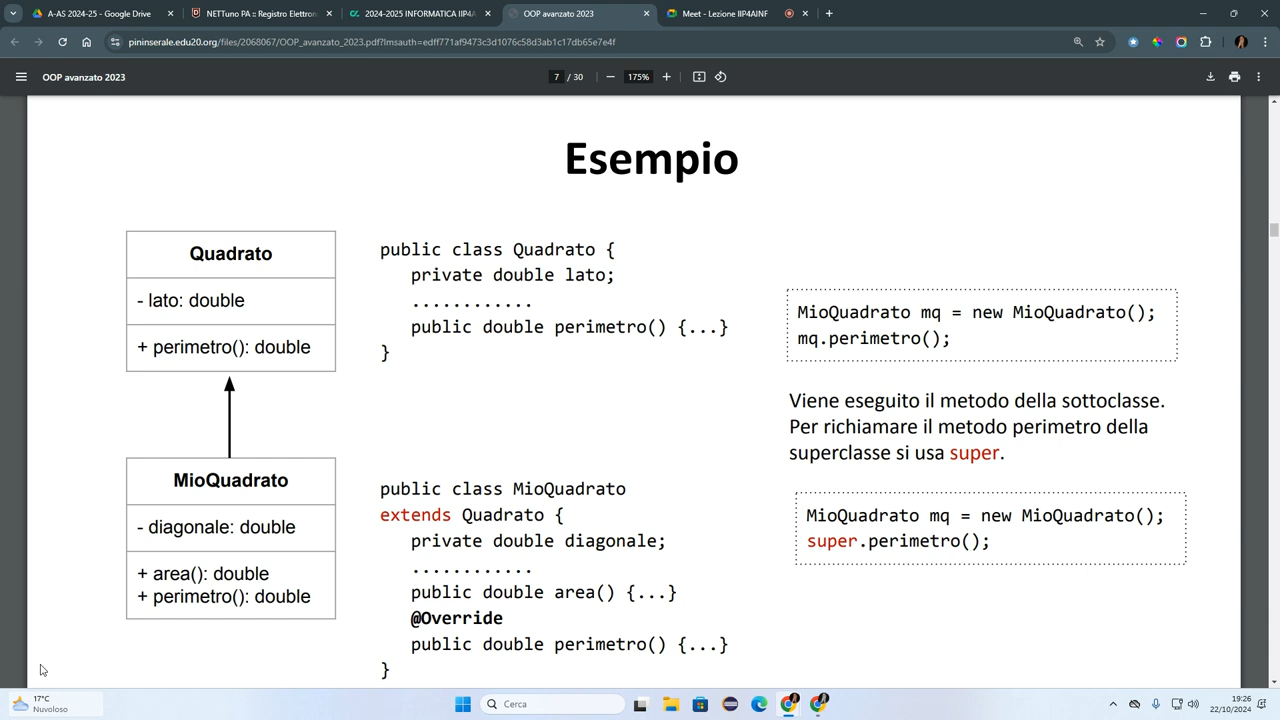 A-AS 2024-25 - Google Drive
NETTuno PA :: Registro Elettron
2024-2025 INFORMATICA IIP4A
OOP avanzato 2023
Meet - Lezione IIP4AINF
pininserale.edu20.org/files/2068067/OOP_avanzato_2023.pdf?lmsauth=edff771af9473c3d1076c58d3ab1c17db65e7e4f
OOP avanzato 2023
7 / 30
175%
Esempio
Quadrato
- lato: double
+ perimetro(): double
public class Quadrato {
private double lato;
............
public double perimetro() {...}
}
MioQuadrato mq = new MioQuadrato();
mq.perimetro();
Viene eseguito il metodo della sottoclasse.
Per richiamare il metodo perimetro della
superclasse si usa super.
MioQuadrato
- diagonale: double
+ area(): double
+ perimetro(): double
public class MioQuadrato
extends Quadrato {
private double diagonale;
............
public double area() {...}
@Override
public double perimetro() {...}
}
MioQuadrato mq = new MioQuadrato();
super.perimetro();
17°C
Nuvoloso
Cerca
19:26
22/10/2024